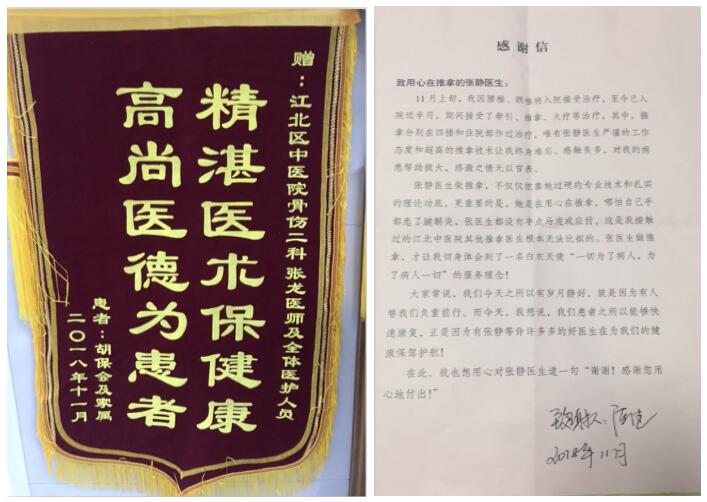 赠：江北区中医院骨伤二科 张龙医师及全体医护人员
精湛医术保健康
高尚医德为患者
患者：胡保会及家属
二〇一八年十一月
感谢信
致用心在推拿的张静医生：
11月上旬，我因腰椎、颈椎病入院接受治疗，至今已入
院近半月。期间接受了牵引、推拿、火疗等治疗，其中，推
拿分别在四楼和住院部作过治疗，唯有张静医生严谨的工作
态度和超高的推拿技术让我终身难忘、感触良多，对我的病
患帮助极大，感激之情无以言表。
张静医生做推拿，不仅仅依靠她过硬的专业技术和扎实
的理论功底，更重要的是，她是在用心在推拿，哪怕自己手
都患了腱鞘炎，张医生都没有半点马虎或应付，这是我接触
过的江北中医院其他推拿医生根本无法比拟的。张医生做推
拿，才让我切身体会到了一名白衣天使“一切为了病人，为
了病人一切”的服务理念！
大家常说，我们今天之所以有岁月静好，就是因为有人
替我们负重前行。而今天，我想说，我们患者之所以能够快
速康复，正是因为有张静等许许多多的好医生在为我们的健
康保驾护航！
在此，我也想用心对张静医生道一句“谢谢！感谢您用
心地付出！”
致谢人：
2018年11月